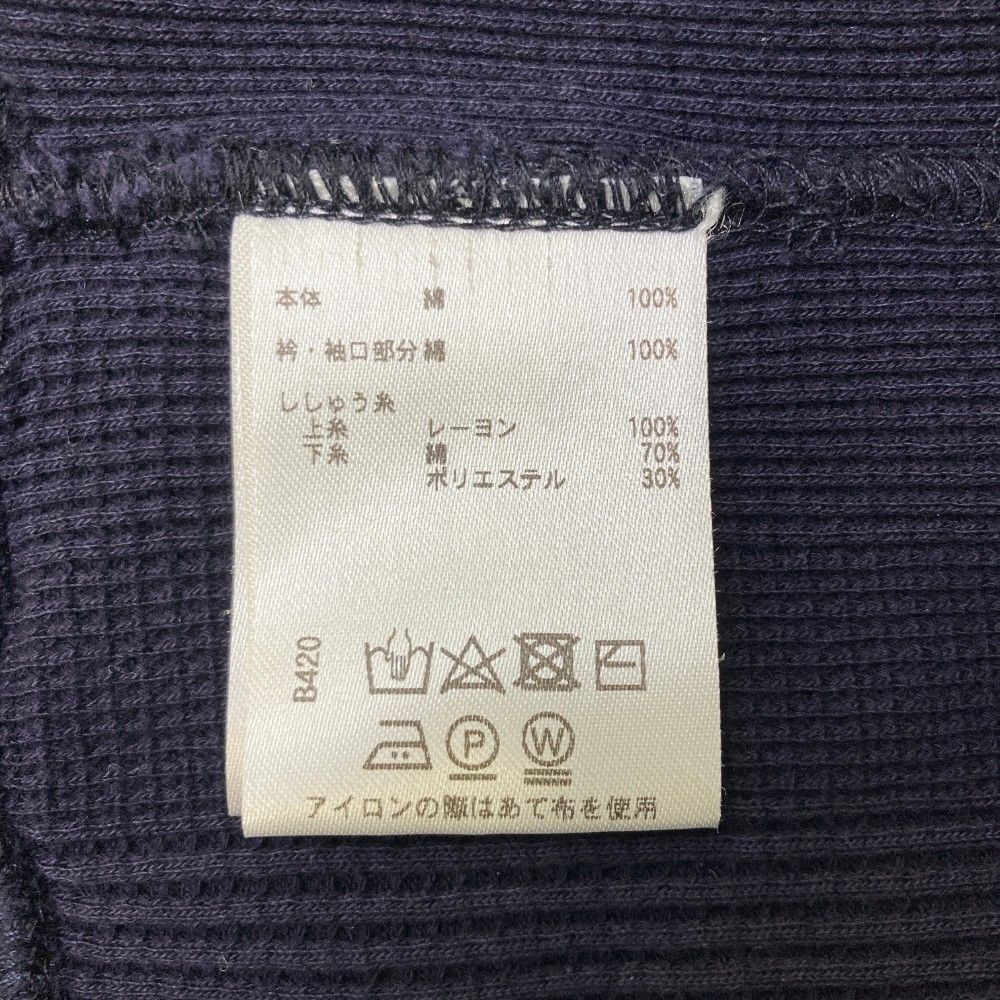 本体 綿 100%
衿・袖口部分 綿 100%
ししゅう糸
上糸 レーヨン 100%
下糸 綿 70%
ポリエステル 30%
B420
P W
アイロンの際はあて布を使用